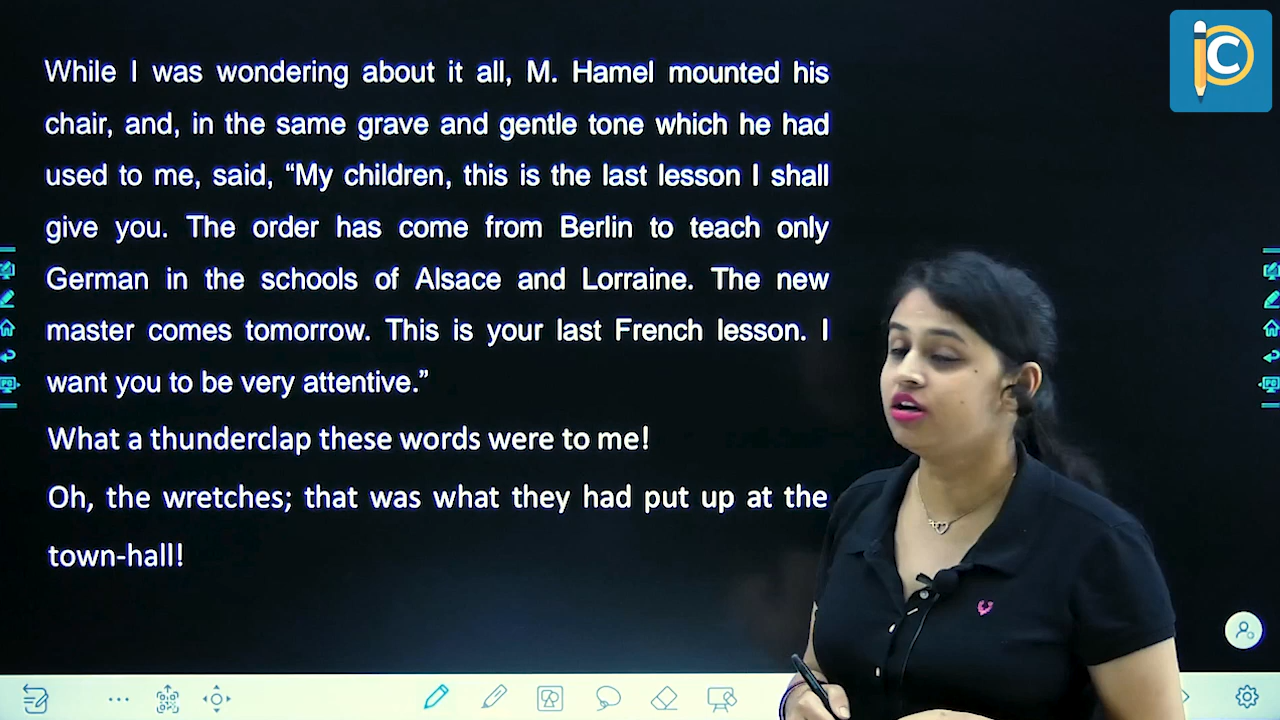 While I was wondering about it all, M. Hamel mounted his
chair, and, in the same grave and gentle tone which he had
used to me, said, “My children, this is the last lesson I shall
give you. The order has come from Berlin to teach only
German in the schools of Alsace and Lorraine. The new
master comes tomorrow. This is your last French lesson. I
want you to be very attentive.”
What a thunderclap these words were to me!
Oh, the wretches; that was what they had put up at the
town-hall!